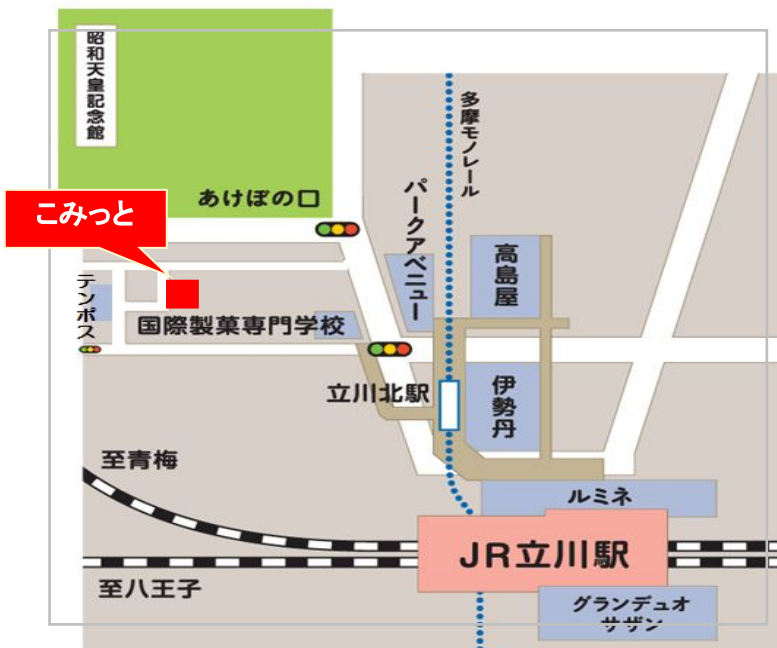 昭和天皇記念館
多摩モノレール
あけぼの口
パークアベニュー
こみっと
高島屋
テンポス
国際製菓専門学校
立川北駅
伊勢丹
至青梅
ルミネ
JR立川駅
至八王子
グランデュオ
サザン